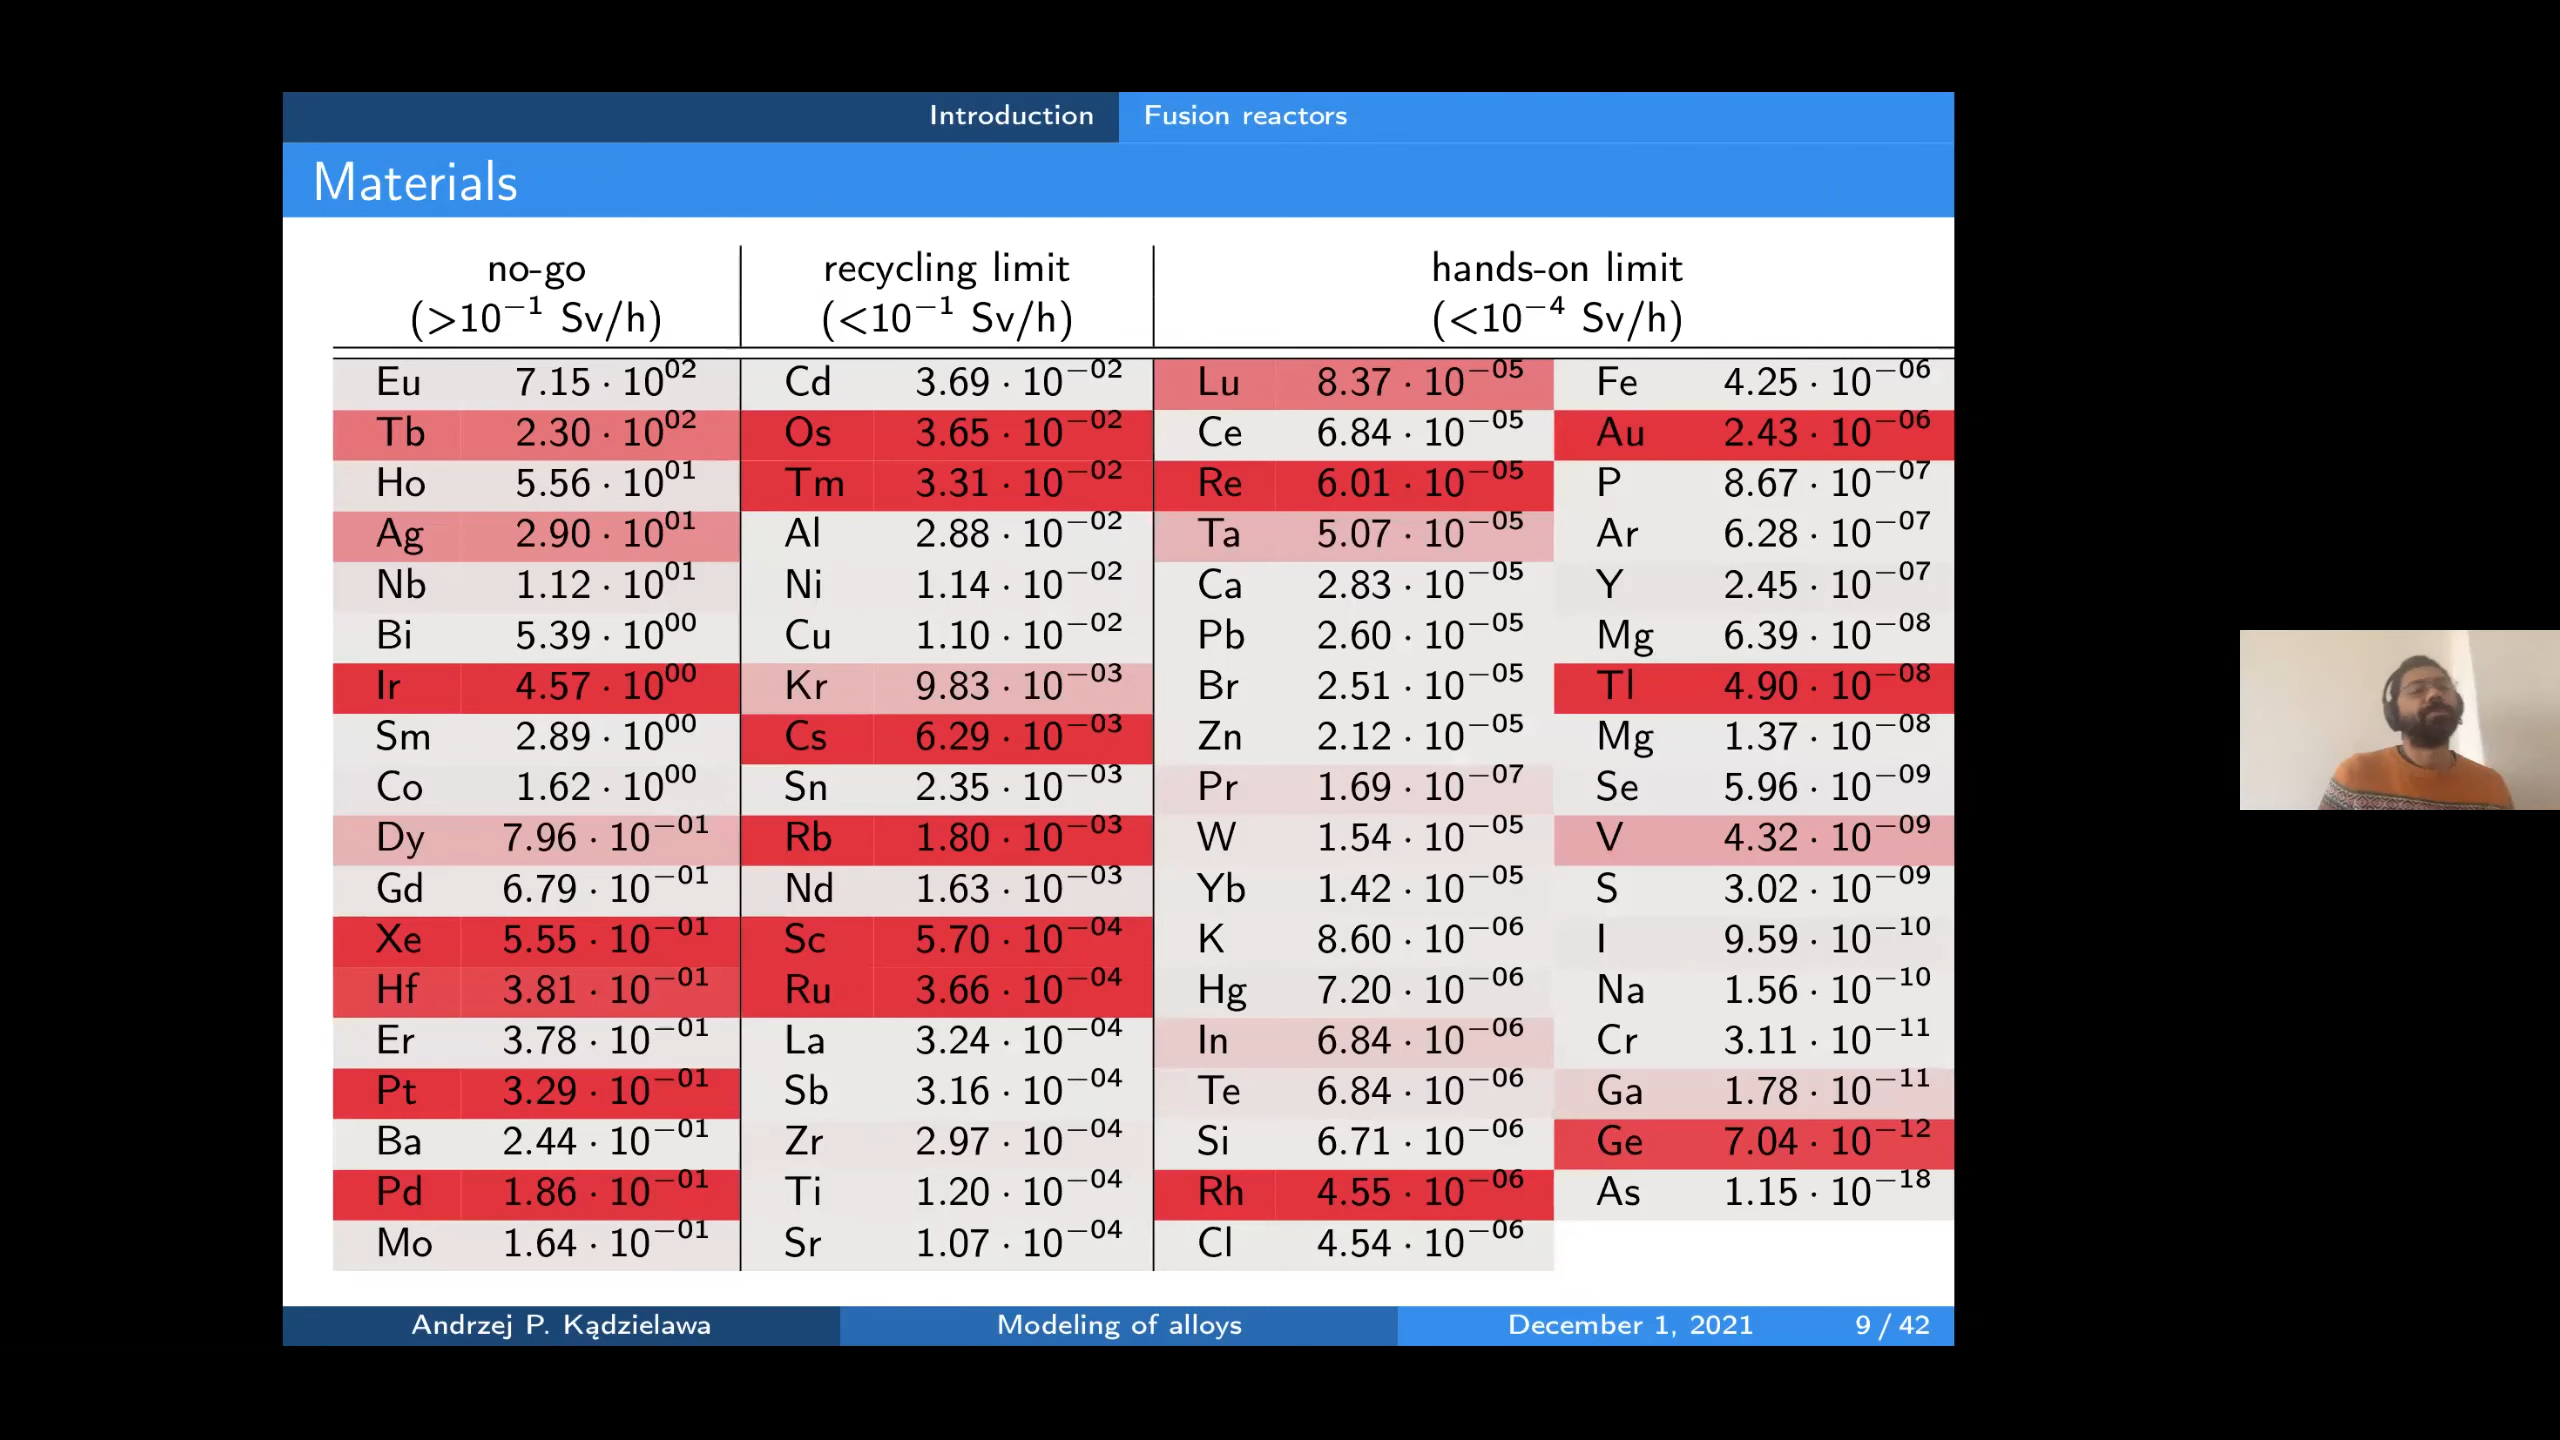 Introduction Fusion reactors
Materials
no-go recycling limit hands-on limit
(>10⁻¹ Sv/h) (<10⁻¹ Sv/h) (<10⁻⁴ Sv/h)
Eu 7.15 · 10⁰² Cd 3.69 · 10⁻⁰² Lu 8.37 · 10⁻⁰⁵ Fe 4.25 · 10⁻⁰⁶
Tb 2.30 · 10⁰² Os 3.65 · 10⁻⁰² Ce 6.84 · 10⁻⁰⁵ Au 2.43 · 10⁻⁰⁶
Ho 5.56 · 10⁰¹ Tm 3.31 · 10⁻⁰² Re 6.01 · 10⁻⁰⁵ P 8.67 · 10⁻⁰⁷
Ag 2.90 · 10⁰¹ Al 2.88 · 10⁻⁰² Ta 5.07 · 10⁻⁰⁵ Ar 6.28 · 10⁻⁰⁷
Nb 1.12 · 10⁰¹ Ni 1.14 · 10⁻⁰² Ca 2.83 · 10⁻⁰⁵ Y 2.45 · 10⁻⁰⁷
Bi 5.39 · 10⁰⁰ Cu 1.10 · 10⁻⁰² Pb 2.60 · 10⁻⁰⁵ Mg 6.39 · 10⁻⁰⁸
Ir 4.57 · 10⁰⁰ Kr 9.83 · 10⁻⁰³ Br 2.51 · 10⁻⁰⁵ Tl 4.90 · 10⁻⁰⁸
Sm 2.89 · 10⁰⁰ Cs 6.29 · 10⁻⁰³ Zn 2.12 · 10⁻⁰⁵ Mg 1.37 · 10⁻⁰⁸
Co 1.62 · 10⁰⁰ Sn 2.35 · 10⁻⁰³ Pr 1.69 · 10⁻⁰⁷ Se 5.96 · 10⁻⁰⁹
Dy 7.96 · 10⁻⁰¹ Rb 1.80 · 10⁻⁰³ W 1.54 · 10⁻⁰⁵ V 4.32 · 10⁻⁰⁹
Gd 6.79 · 10⁻⁰¹ Nd 1.63 · 10⁻⁰³ Yb 1.42 · 10⁻⁰⁵ S 3.02 · 10⁻⁰⁹
Xe 5.55 · 10⁻⁰¹ Sc 5.70 · 10⁻⁰⁴ K 8.60 · 10⁻⁰⁶ I 9.59 · 10⁻¹⁰
Hf 3.81 · 10⁻⁰¹ Ru 3.66 · 10⁻⁰⁴ Hg 7.20 · 10⁻⁰⁶ Na 1.56 · 10⁻¹⁰
Er 3.78 · 10⁻⁰¹ La 3.24 · 10⁻⁰⁴ In 6.84 · 10⁻⁰⁶ Cr 3.11 · 10⁻¹¹
Pt 3.29 · 10⁻⁰¹ Sb 3.16 · 10⁻⁰⁴ Te 6.84 · 10⁻⁰⁶ Ga 1.78 · 10⁻¹¹
Ba 2.44 · 10⁻⁰¹ Zr 2.97 · 10⁻⁰⁴ Si 6.71 · 10⁻⁰⁶ Ge 7.04 · 10⁻¹²
Pd 1.86 · 10⁻⁰¹ Ti 1.20 · 10⁻⁰⁴ Rh 4.55 · 10⁻⁰⁶ As 1.15 · 10⁻¹⁸
Mo 1.64 · 10⁻⁰¹ Sr 1.07 · 10⁻⁰⁴ Cl 4.54 · 10⁻⁰⁶
Andrzej P. Kądzielawa Modeling of alloys December 1, 2021 9 / 42